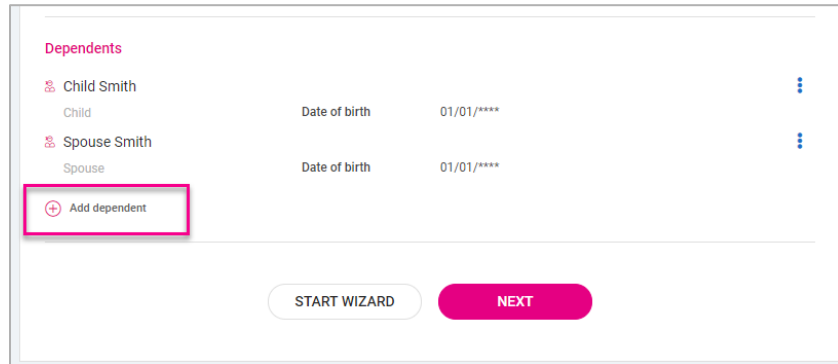 Dependents
Child Smith
Child Date of birth 01/01/****
Spouse Smith
Spouse Date of birth 01/01/****
Add dependent
START WIZARD NEXT